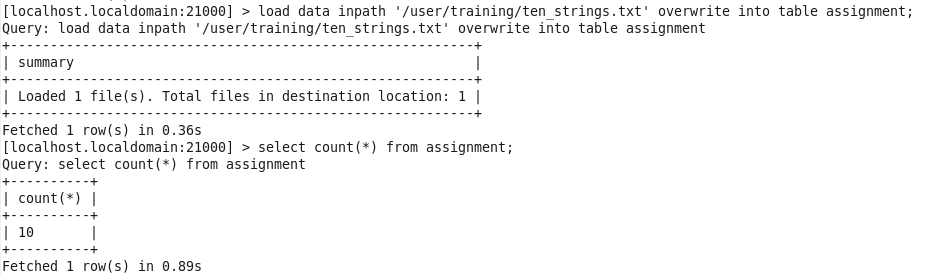 [localhost.localdomain:21000] > load data inpath '/user/training/ten_strings.txt' overwrite into table assignment;
Query: load data inpath '/user/training/ten_strings.txt' overwrite into table assignment
+----------------------------------------------------------+
| summary                                                  |
+----------------------------------------------------------+
| Loaded 1 file(s). Total files in destination location: 1 |
+----------------------------------------------------------+
Fetched 1 row(s) in 0.36s
[localhost.localdomain:21000] > select count(*) from assignment;
Query: select count(*) from assignment
+----------+
| count(*) |
+----------+
| 10       |
+----------+
Fetched 1 row(s) in 0.89s